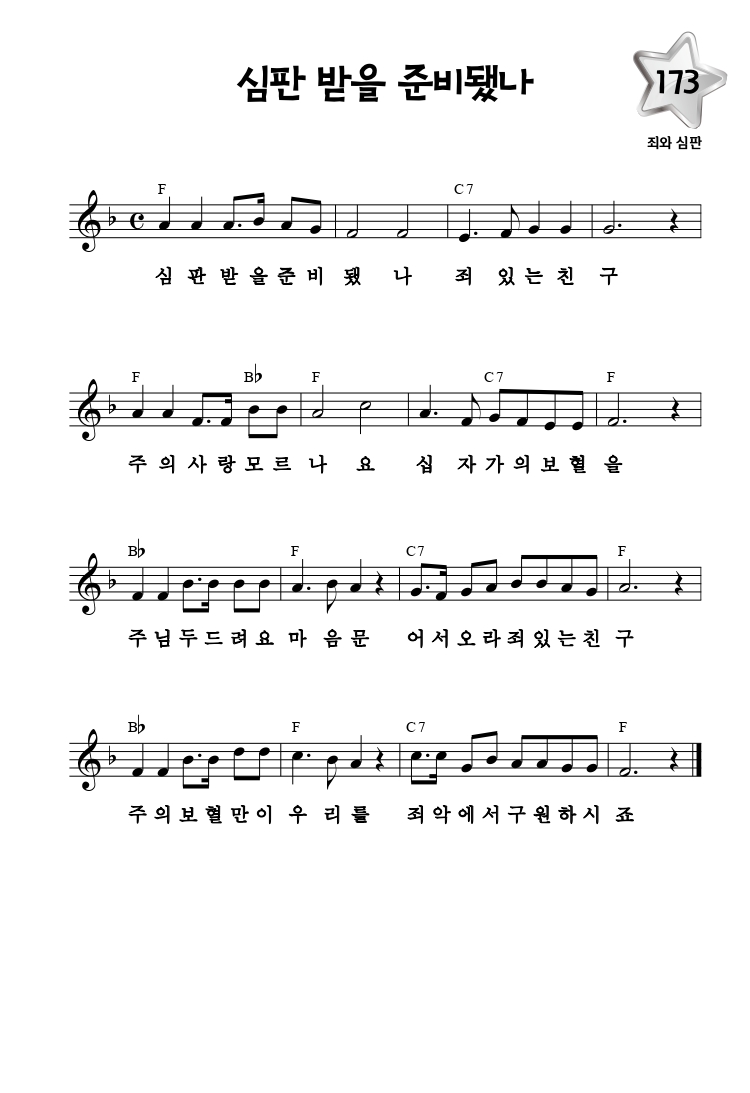 심판 받을 준비됐나
173
죄와 심판
F C7
심 판 받 을 준 비 됐 나 죄 있 는 친 구
F B♭ F C7 F
주 의 사 랑 모 르 나 요 십 자 가 의 보 혈 을
B♭ F C7 F
주 님 두 드 려 요 마 음 문 어 서 오 라 죄 있 는 친 구
B♭ F C7 F
주 의 보 혈 만 이 우 리 를 죄 악 에 서 구 원 하 시 죠